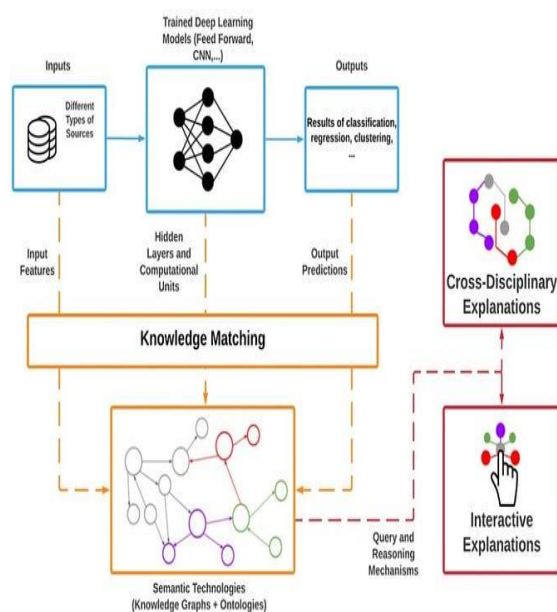 Trained Deep Learning
Models (Feed Forward,
CNN,...)
Inputs
Outputs
Different
Types of
Sources
Results of classification,
regression, clustering,
...
Input
Features
Hidden
Layers and
Computational
Units
Output
Predictions
Cross-Disciplinary
Explanations
Knowledge Matching
Interactive
Explanations
Query and
Reasoning
Mechanisms
Semantic Technologies
(Knowledge Graphs + Ontologies)